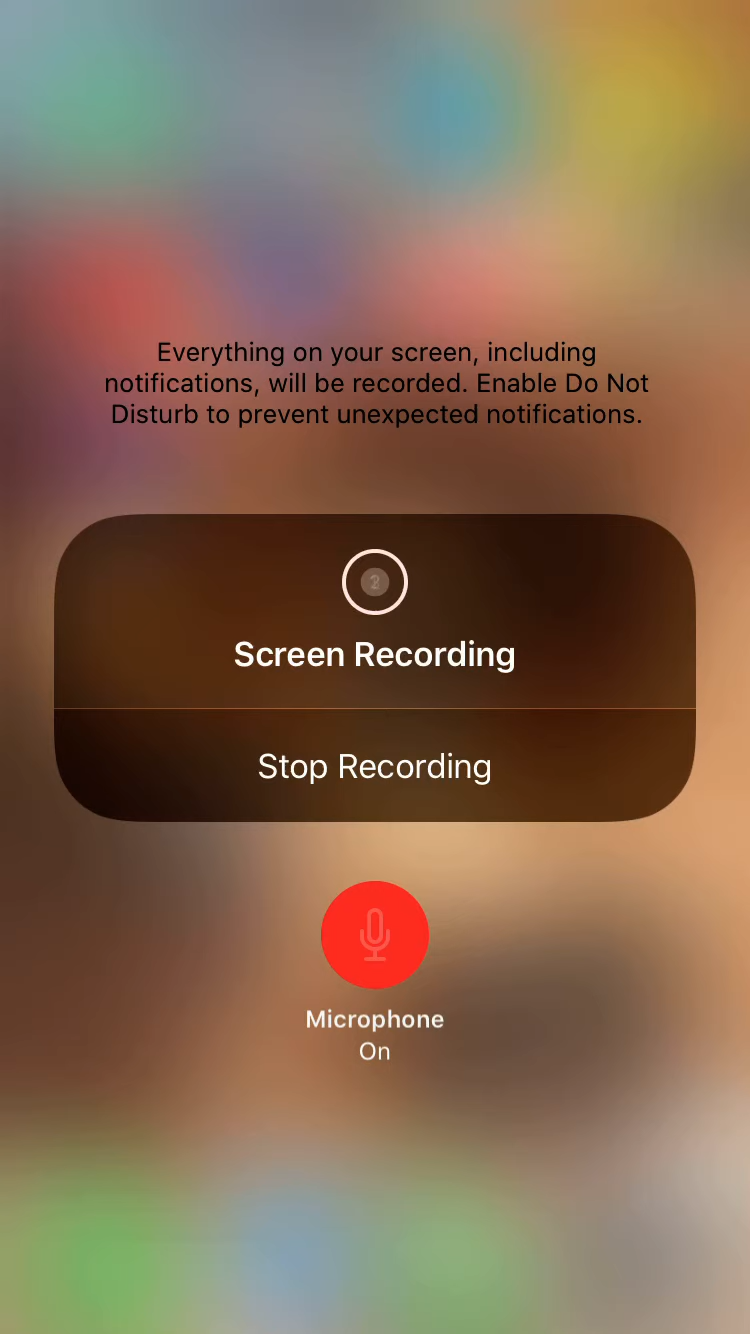 Everything on your screen, including
notifications, will be recorded. Enable Do Not
Disturb to prevent unexpected notifications.
Screen Recording
Stop Recording
Microphone
On